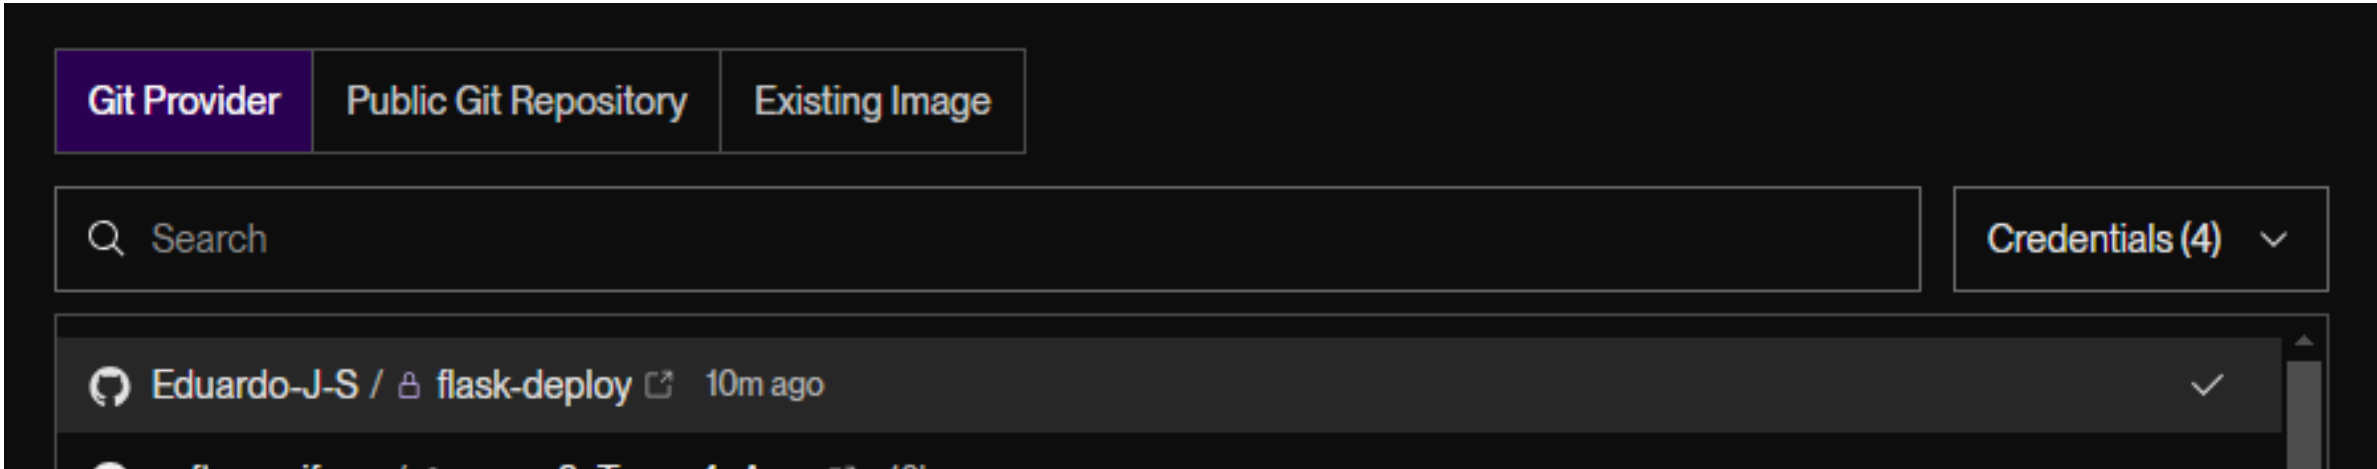 Git Provider Public Git Repository Existing Image
Search Credentials (4)
Eduardo-J-S / flask-deploy 10m ago